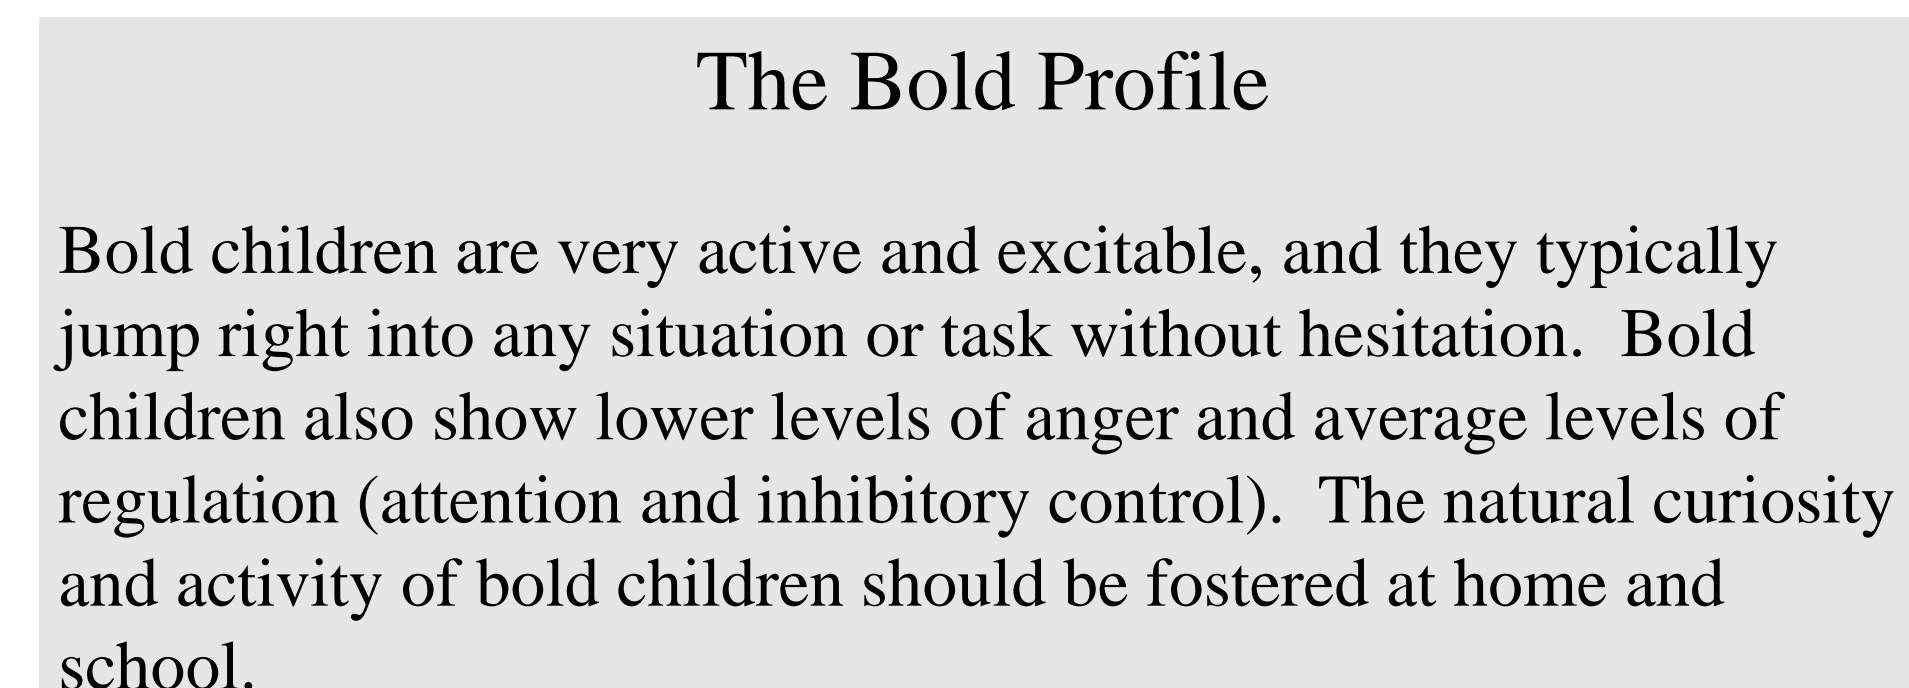 The Bold Profile
Bold children are very active and excitable, and they typically
jump right into any situation or task without hesitation.  Bold
children also show lower levels of anger and average levels of
regulation (attention and inhibitory control).  The natural curiosity
and activity of bold children should be fostered at home and
school.